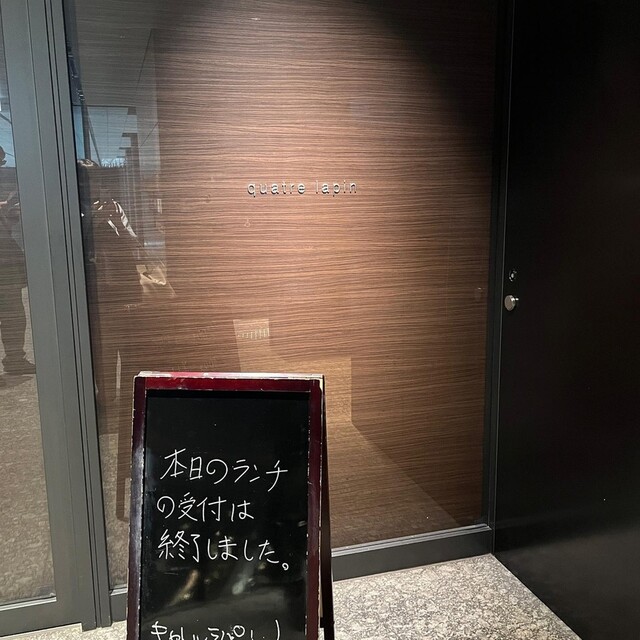 quatre lapin
本日のランチ
の受付は
終了しました。